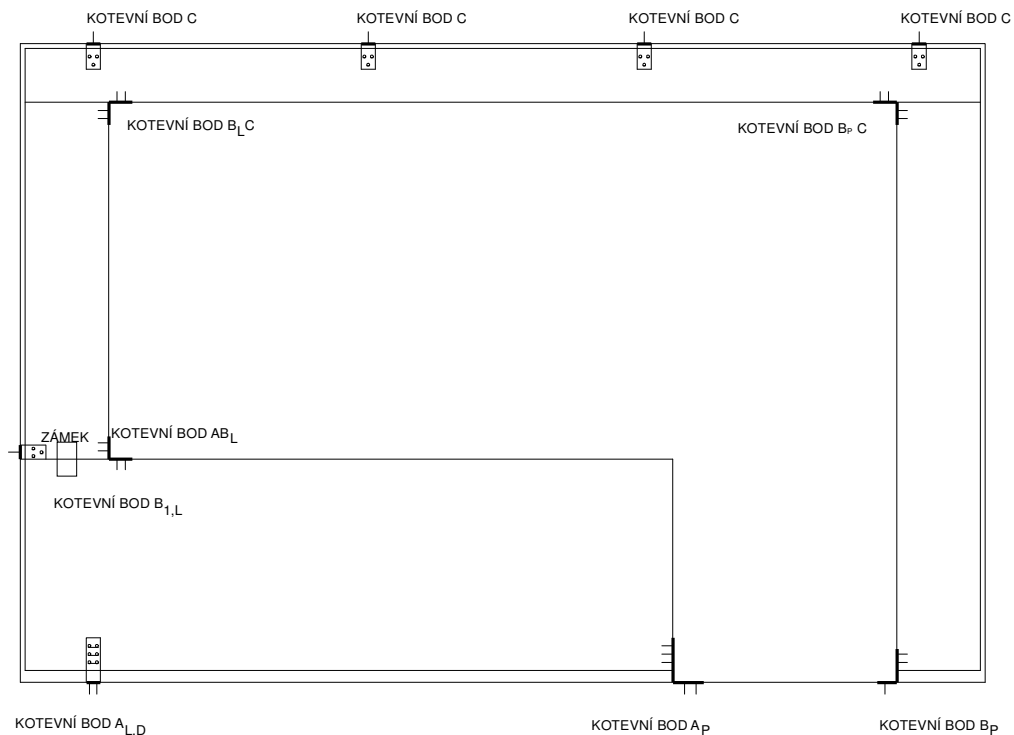 KOTEVNÍ BOD C KOTEVNÍ BOD C KOTEVNÍ BOD C KOTEVNÍ BOD C
KOTEVNÍ BOD BLC KOTEVNÍ BOD BP C
ZÁMEK KOTEVNÍ BOD ABL
KOTEVNÍ BOD B1,L
KOTEVNÍ BOD AL.D KOTEVNÍ BOD AP KOTEVNÍ BOD BP